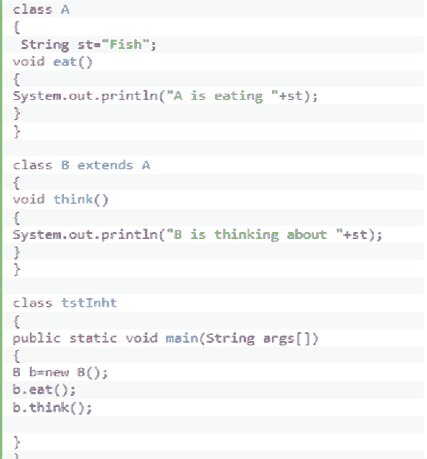 class A
{
String st="Fish";
void eat()
{
System.out.println("A is eating "+st);
}
}
class B extends A
{
void think()
{
System.out.println("B is thinking about "+st);
}
}
class tstInht
{
public static void main(String args[])
{
B b=new B();
b.eat();
b.think();
}
}